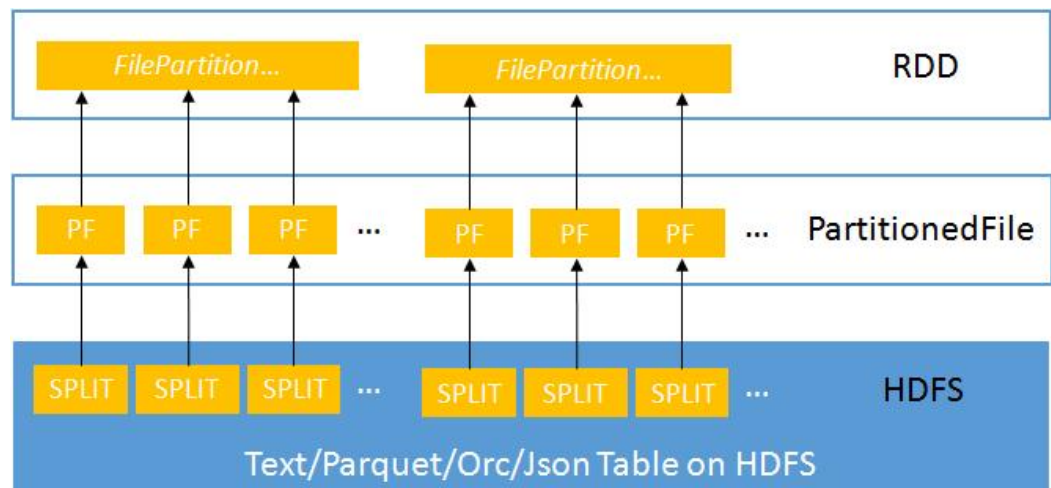 FilePartition... FilePartition... RDD
PF PF PF ... PF PF PF ... PartitionedFile
SPLIT SPLIT SPLIT ... SPLIT SPLIT SPLIT ... HDFS
Text/Parquet/Orc/Json Table on HDFS